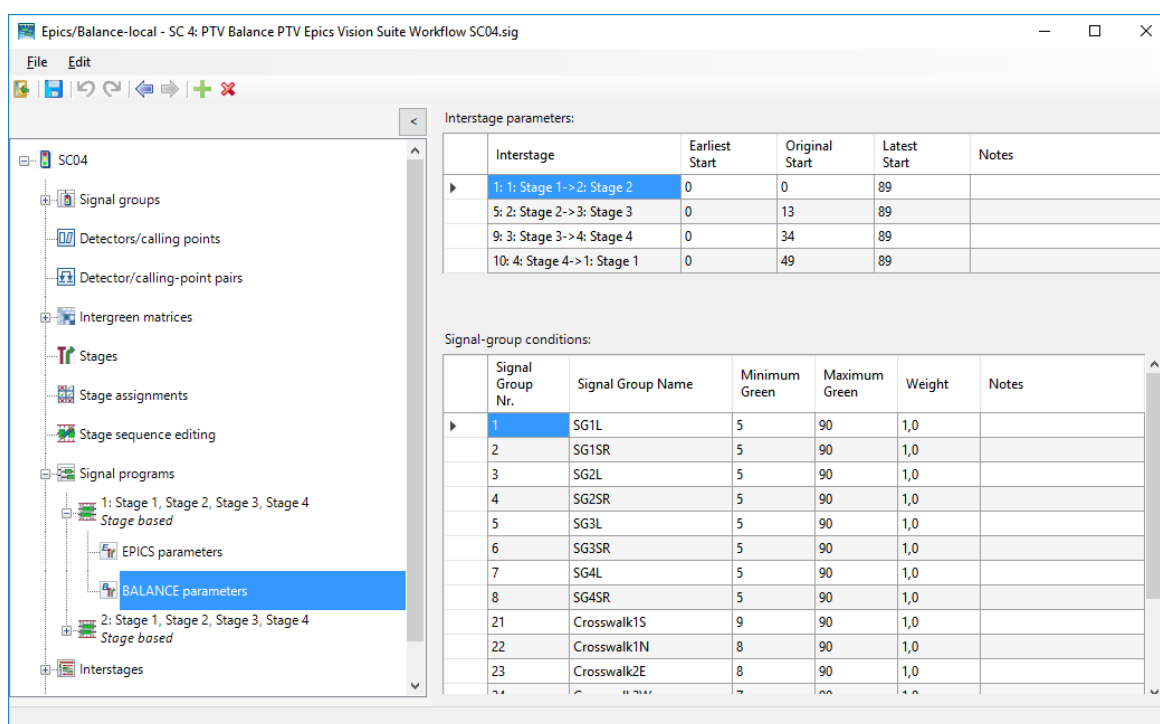 Epics/Balance-local - SC 4: PTV Balance PTV Epics Vision Suite Workflow SC04.sig
File Edit
<
SC04
Signal groups
Detectors/calling points
Detector/calling-point pairs
Intergreen matrices
Stages
Stage assignments
Stage sequence editing
Signal programs
1: Stage 1, Stage 2, Stage 3, Stage 4
Stage based
EPICS parameters
BALANCE parameters
2: Stage 1, Stage 2, Stage 3, Stage 4
Stage based
Interstages
Interstage parameters:
Interstage Earliest Start Original Start Latest Start Notes
1: 1: Stage 1->2: Stage 2 0 0 89
5: 2: Stage 2->3: Stage 3 0 13 89
9: 3: Stage 3->4: Stage 4 0 34 89
10: 4: Stage 4->1: Stage 1 0 49 89
Signal-group conditions:
Signal Group Nr. Signal Group Name Minimum Green Maximum Green Weight Notes
1 SG1L 5 90 1,0
2 SG1SR 5 90 1,0
3 SG2L 5 90 1,0
4 SG2SR 5 90 1,0
5 SG3L 5 90 1,0
6 SG3SR 5 90 1,0
7 SG4L 5 90 1,0
8 SG4SR 5 90 1,0
21 Crosswalk1S 9 90 1,0
22 Crosswalk1N 8 90 1,0
23 Crosswalk2E 8 90 1,0